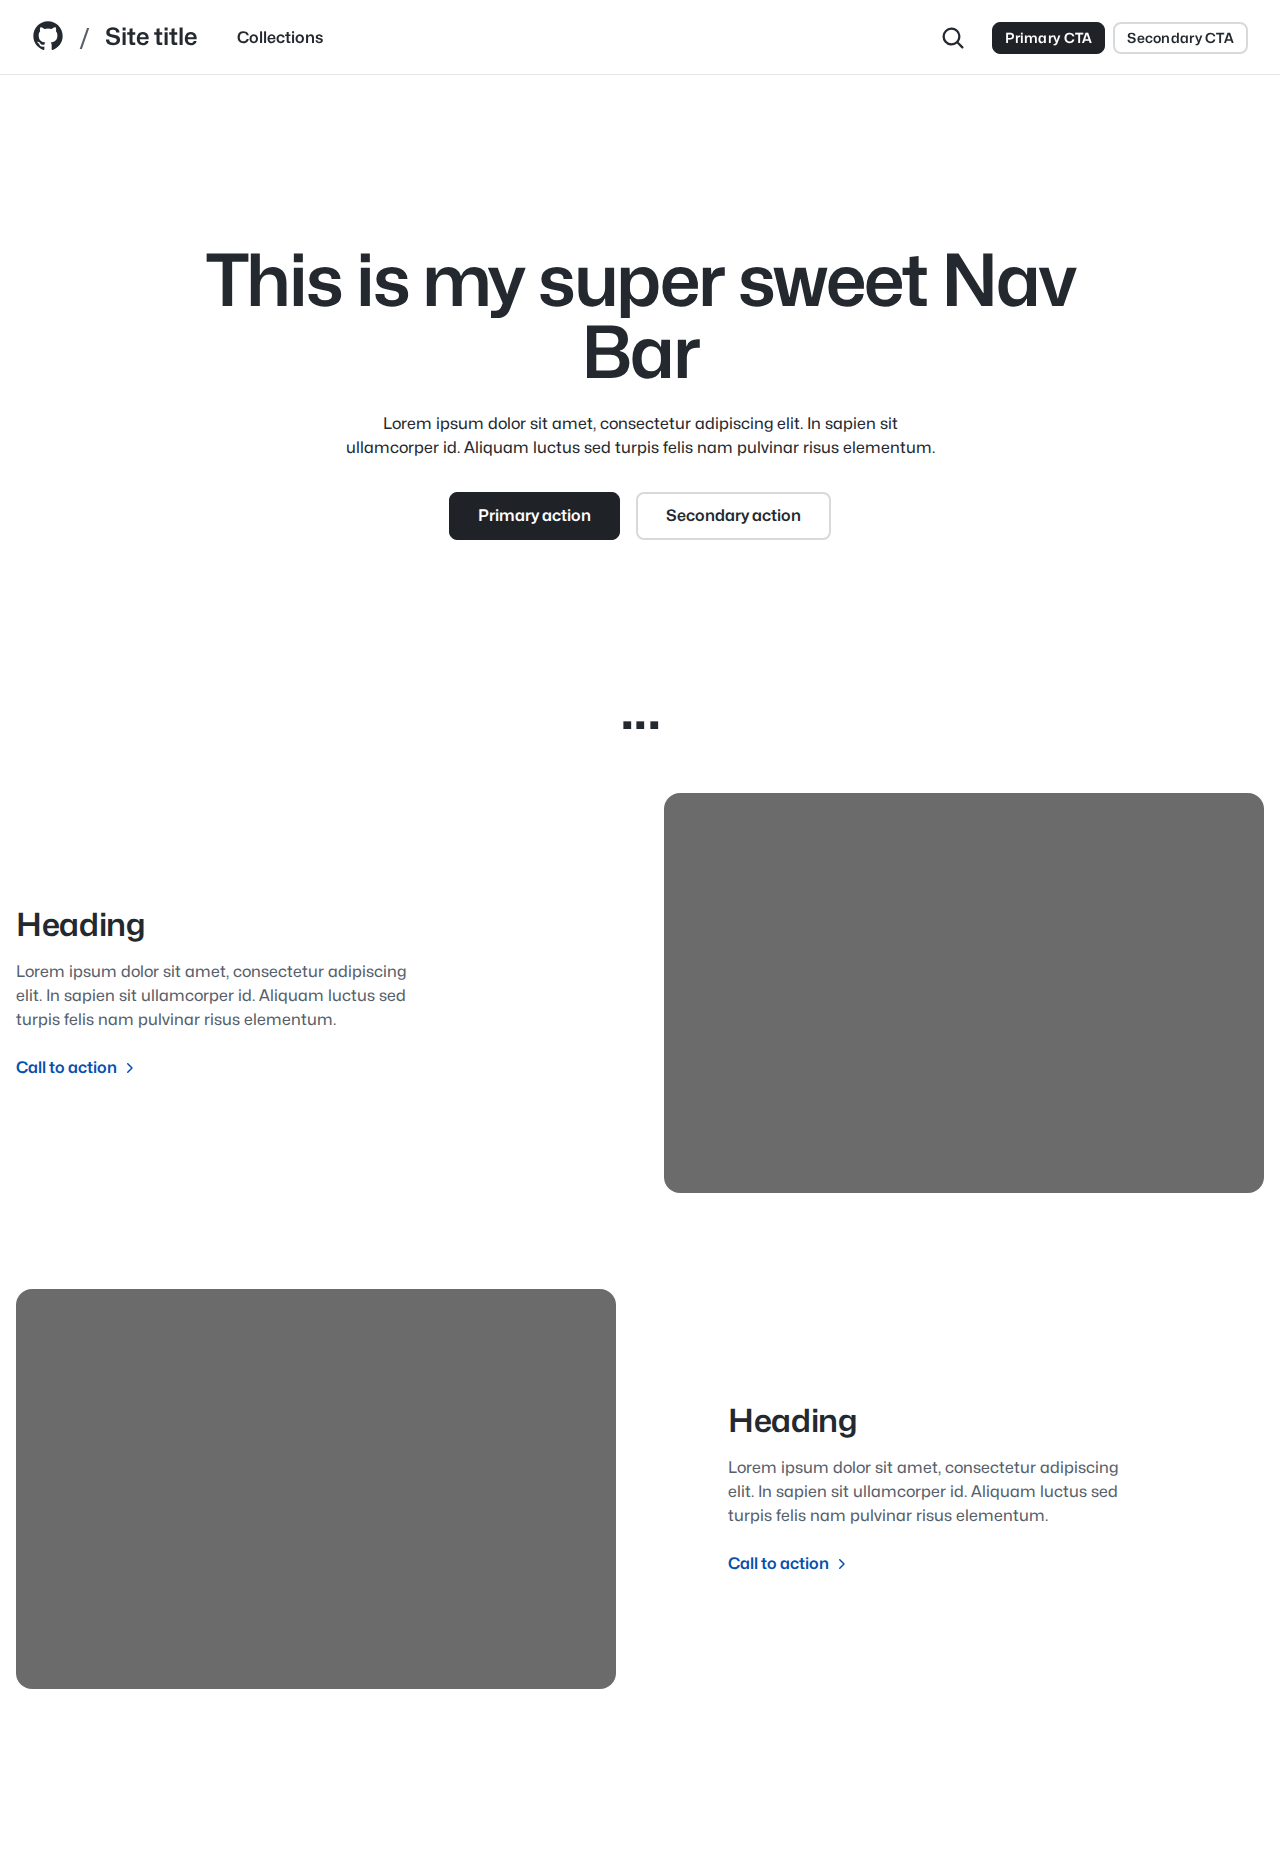 / Site title Collections Primary CTA Secondary CTA
This is my super sweet Nav
Bar
Lorem ipsum dolor sit amet, consectetur adipiscing elit. In sapien sit
ullamcorper id. Aliquam luctus sed turpis felis nam pulvinar risus elementum.
Primary action Secondary action
...
Heading
Lorem ipsum dolor sit amet, consectetur adipiscing
elit. In sapien sit ullamcorper id. Aliquam luctus sed
turpis felis nam pulvinar risus elementum.
Call to action
Heading
Lorem ipsum dolor sit amet, consectetur adipiscing
elit. In sapien sit ullamcorper id. Aliquam luctus sed
turpis felis nam pulvinar risus elementum.
Call to action